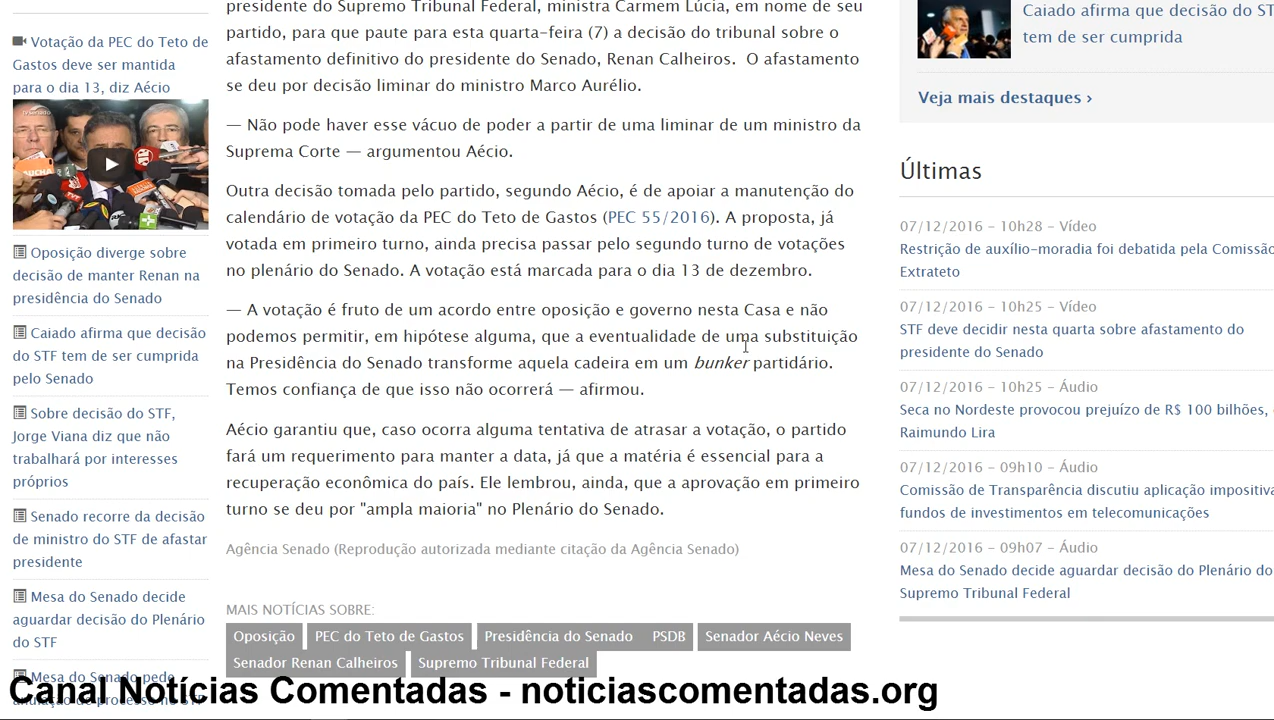 Votação da PEC do Teto de
Gastos deve ser mantida
para o dia 13, diz Aécio
Oposição diverge sobre
decisão de manter Renan na
presidência do Senado
Caiado afirma que decisão
do STF tem de ser cumprida
pelo Senado
Sobre decisão do STF,
Jorge Viana diz que não
trabalhará por interesses
próprios
Senado recorre da decisão
de ministro do STF de afastar
presidente
Mesa do Senado decide
aguardar decisão do Plenário
do STF
Mesa do Senado pede
anulação de processo no STF
presidente do Supremo Tribunal Federal, ministra Carmem Lúcia, em nome de seu
partido, para que paute para esta quarta-feira (7) a decisão do tribunal sobre o
afastamento definitivo do presidente do Senado, Renan Calheiros. O afastamento
se deu por decisão liminar do ministro Marco Aurélio.
— Não pode haver esse vácuo de poder a partir de uma liminar de um ministro da
Suprema Corte — argumentou Aécio.
Outra decisão tomada pelo partido, segundo Aécio, é de apoiar a manutenção do
calendário de votação da PEC do Teto de Gastos (PEC 55/2016). A proposta, já
votada em primeiro turno, ainda precisa passar pelo segundo turno de votações
no plenário do Senado. A votação está marcada para o dia 13 de dezembro.
— A votação é fruto de um acordo entre oposição e governo nesta Casa e não
podemos permitir, em hipótese alguma, que a eventualidade de uma substituição
na Presidência do Senado transforme aquela cadeira em um bunker partidário.
Temos confiança de que isso não ocorrerá — afirmou.
Aécio garantiu que, caso ocorra alguma tentativa de atrasar a votação, o partido
fará um requerimento para manter a data, já que a matéria é essencial para a
recuperação econômica do país. Ele lembrou, ainda, que a aprovação em primeiro
turno se deu por "ampla maioria" no Plenário do Senado.
Agência Senado (Reprodução autorizada mediante citação da Agência Senado)
MAIS NOTÍCIAS SOBRE:
Oposição PEC do Teto de Gastos Presidência do Senado PSDB Senador Aécio Neves
Senador Renan Calheiros Supremo Tribunal Federal
Caiado afirma que decisão do ST
tem de ser cumprida
Veja mais destaques ›
Últimas
07/12/2016 - 10h28 - Vídeo
Restrição de auxílio-moradia foi debatida pela Comissão
Extrateto
07/12/2016 - 10h25 - Vídeo
STF deve decidir nesta quarta sobre afastamento do
presidente do Senado
07/12/2016 - 10h25 - Áudio
Seca no Nordeste provocou prejuízo de R$ 100 bilhões,
Raimundo Lira
07/12/2016 - 09h10 - Áudio
Comissão de Transparência discutiu aplicação impositiva
fundos de investimentos em telecomunicações
07/12/2016 - 09h07 - Áudio
Mesa do Senado decide aguardar decisão do Plenário do
Supremo Tribunal Federal
Canal Notícias Comentadas - noticiascomentadas.org